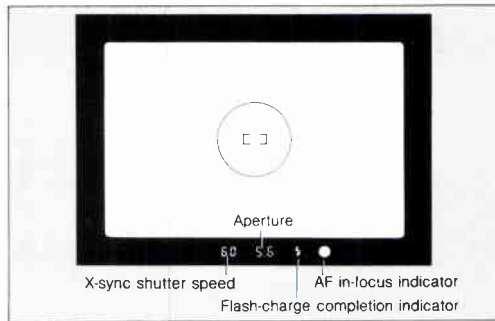 Aperture
60 5.6
X-sync shutter speed
AF in-focus indicator
Flash-charge completion indicator